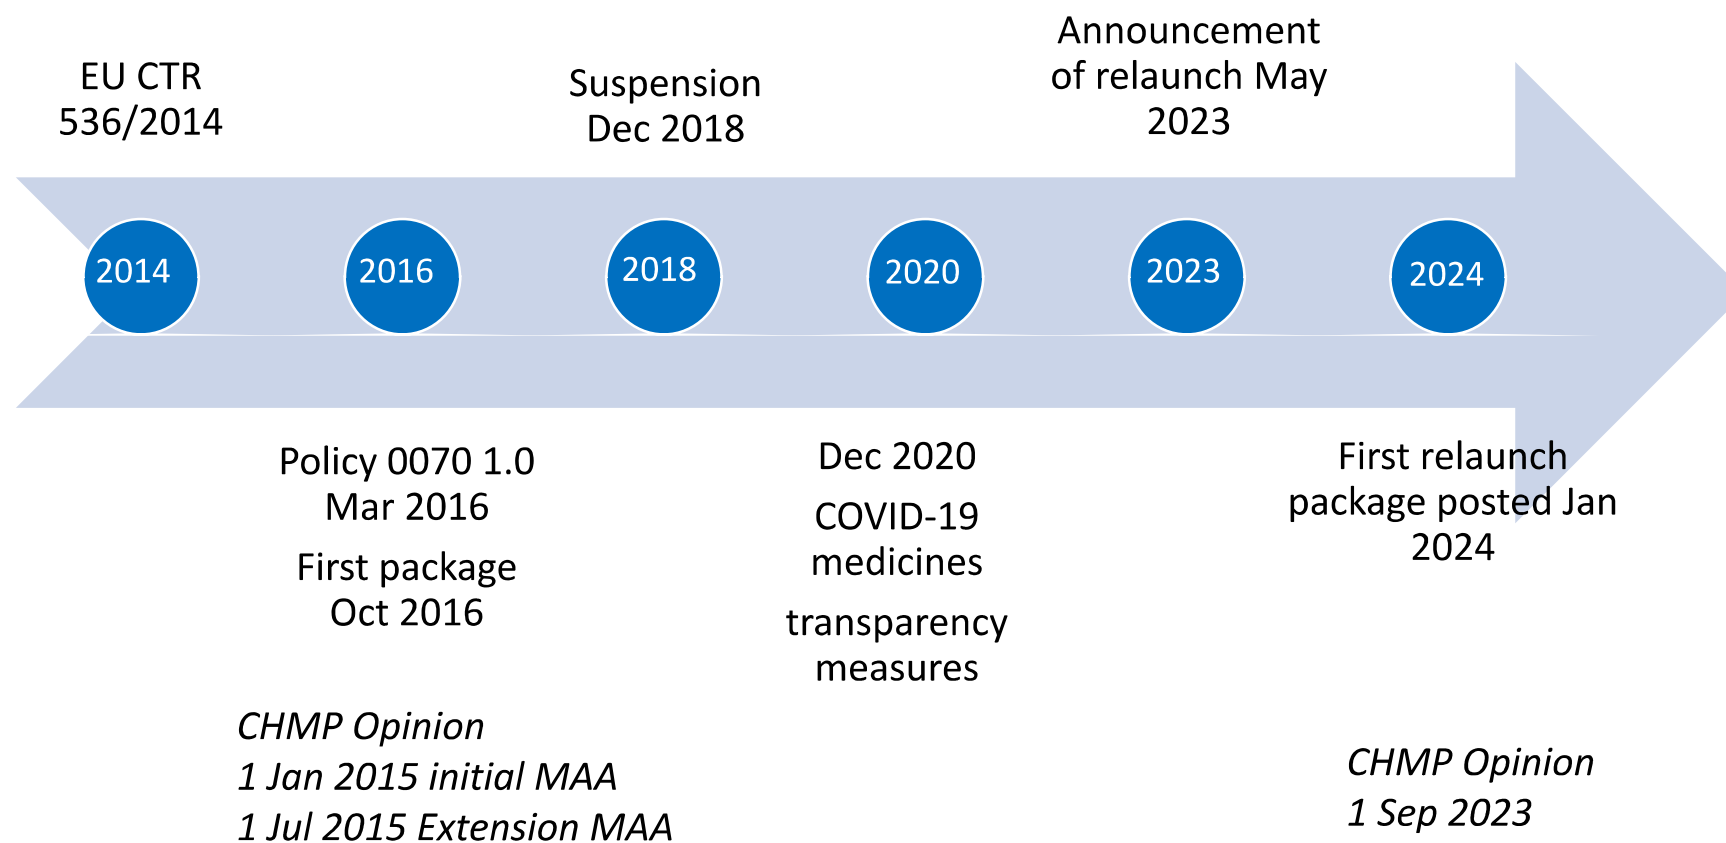 EU CTR
536/2014
Suspension
Dec 2018
Announcement
of relaunch May
2023
2014
2016
2018
2020
2023
2024
Policy 0070 1.0
Mar 2016
First package
Oct 2016
Dec 2020
COVID-19
medicines
transparency
measures
First relaunch
package posted Jan
2024
CHMP Opinion
1 Jan 2015 initial MAA
1 Jul 2015 Extension MAA
CHMP Opinion
1 Sep 2023